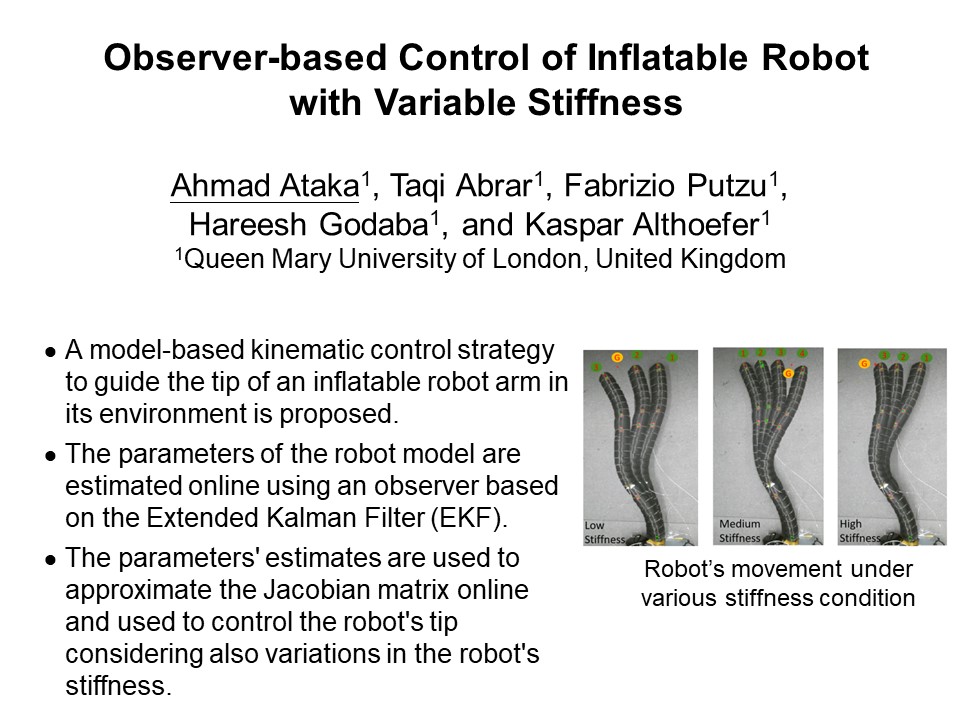 Observer-based Control of Inflatable Robot
with Variable Stiffness
Ahmad Ataka1, Taqi Abrar1, Fabrizio Putzu1,
Hareesh Godaba1, and Kaspar Althoefer1
1Queen Mary University of London, United Kingdom
● A model-based kinematic control strategy
to guide the tip of an inflatable robot arm in
its environment is proposed.
● The parameters of the robot model are
estimated online using an observer based
on the Extended Kalman Filter (EKF).
● The parameters' estimates are used to
approximate the Jacobian matrix online
and used to control the robot's tip
considering also variations in the robot's
stiffness.
G
Low
Stiffness
G
Medium
Stiffness
G
High
Stiffness
Robot’s movement under
various stiffness condition